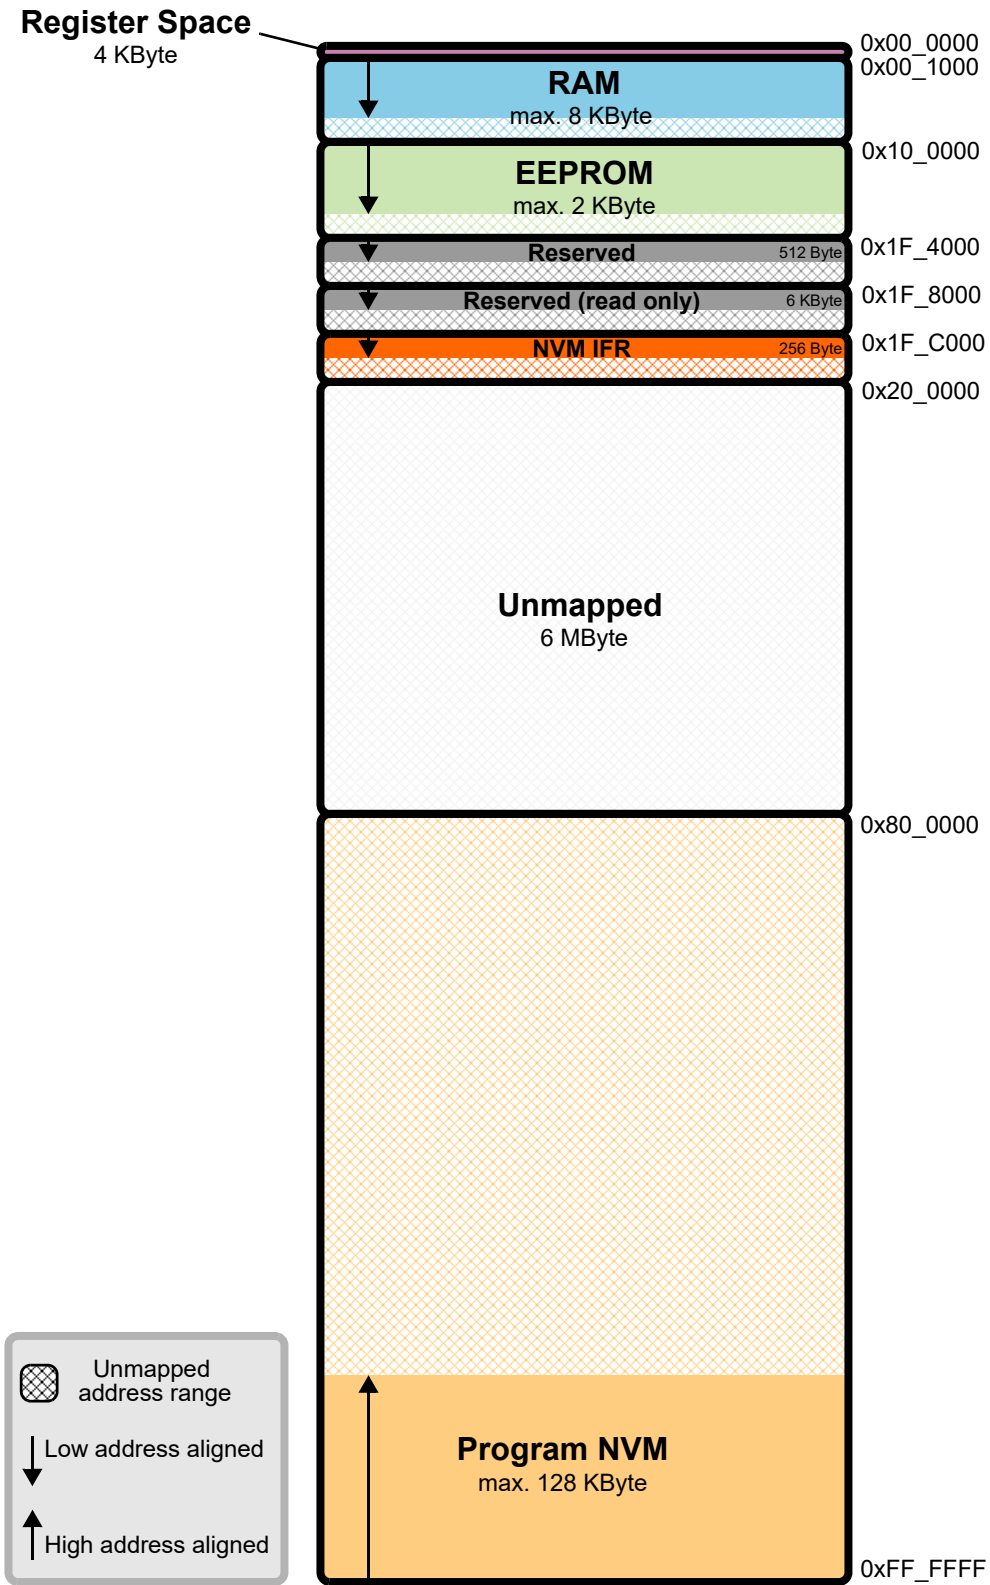 Register Space
4 KByte
0x00_0000
0x00_1000
RAM
max. 8 KByte
0x10_0000
EEPROM
max. 2 KByte
0x1F_4000
Reserved
512 Byte
0x1F_8000
Reserved (read only)
6 KByte
0x1F_C000
NVM IFR
256 Byte
0x20_0000
Unmapped
6 MByte
0x80_0000
Program NVM
max. 128 KByte
0xFF_FFFF
Unmapped
address range
Low address aligned
High address aligned